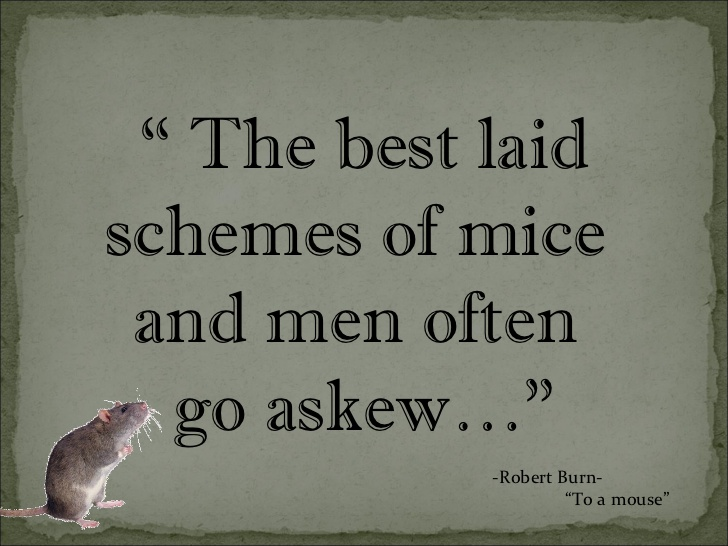 “ The best laid
schemes of mice
and men often
go askew…”
-Robert Burn-
“To a mouse”